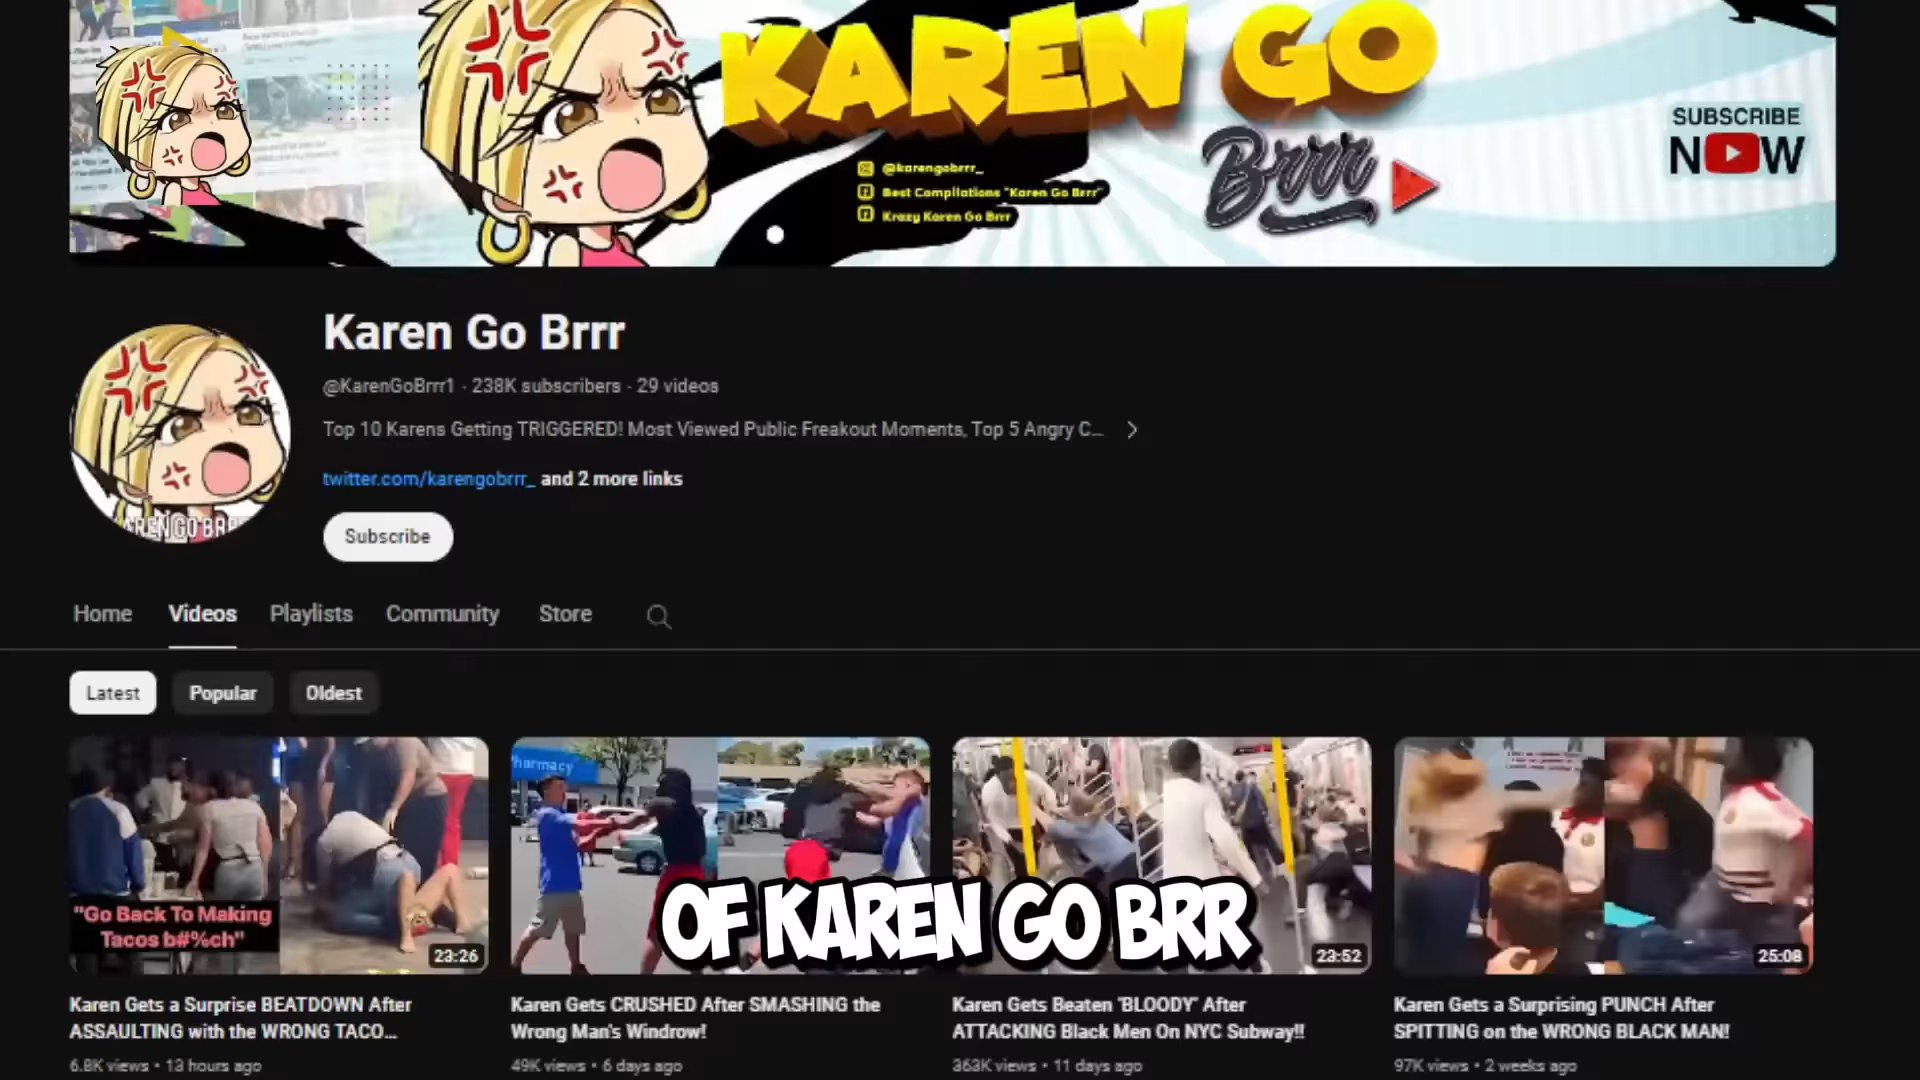 KAREN GO
Brrr
@karengobrrr_
Best Compilations "Karen Go Brrr"
Krazy Karen Go Brrr
SUBSCRIBE
NOW
Karen Go Brrr
@KarenGoBrrr1 · 238K subscribers · 29 videos
Top 10 Karens Getting TRIGGERED! Most Viewed Public Freakout Moments, Top 5 Angry C...
twitter.com/karengobrrr_ and 2 more links
Subscribe
Home Videos Playlists Community Store
Latest Popular Oldest
Pharmacy
"Go Back To Making
Tacos b#%ch"
23:26
23:52
25:08
OF KAREN GO BRR
Karen Gets a Surprise BEATDOWN After
ASSAULTING with the WRONG TACO...
6.8K views · 13 hours ago
Karen Gets CRUSHED After SMASHING the
Wrong Man's Windrow!
49K views · 6 days ago
Karen Gets Beaten "BLOODY" After
ATTACKING Black Men On NYC Subway!!
363K views · 11 days ago
Karen Gets a Surprising PUNCH After
SPITTING on the WRONG BLACK MAN!
97K views · 2 weeks ago